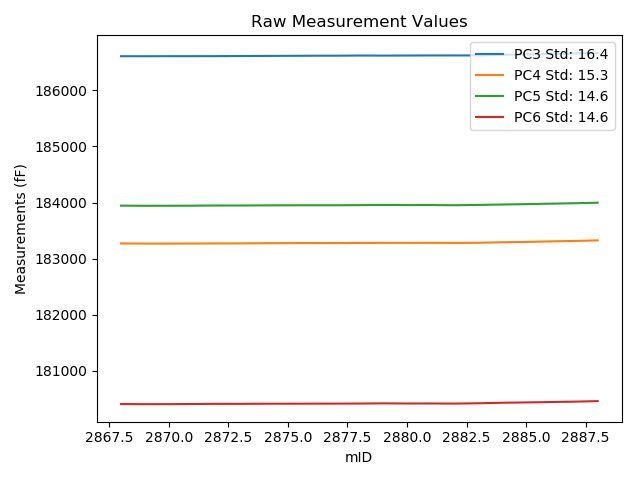 Raw Measurement Values
PC3 Std: 16.4
PC4 Std: 15.3
PC5 Std: 14.6
PC6 Std: 14.6
Measurements (fF)
186000
185000
184000
183000
182000
181000
2867.5 2870.0 2872.5 2875.0 2877.5 2880.0 2882.5 2885.0 2887.5
mID